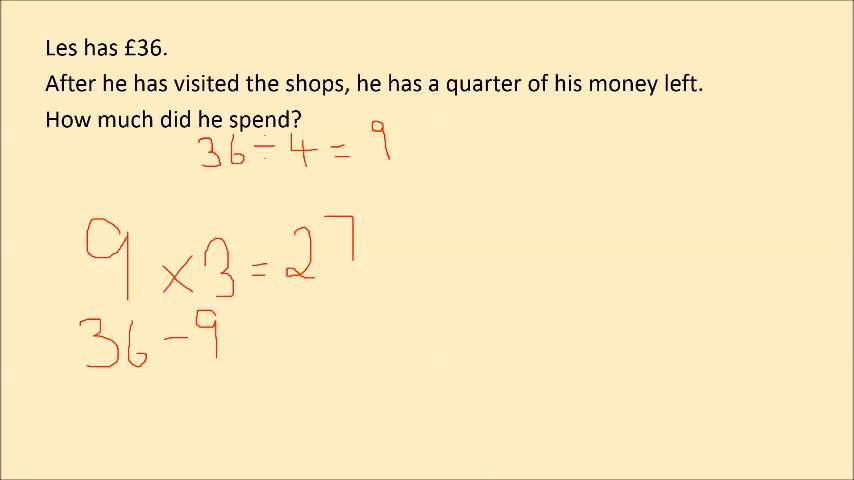 Les has £36.
After he has visited the shops, he has a quarter of his money left.
How much did he spend?
36 ÷ 4 = 9
9 × 3 = 27
36 - 9